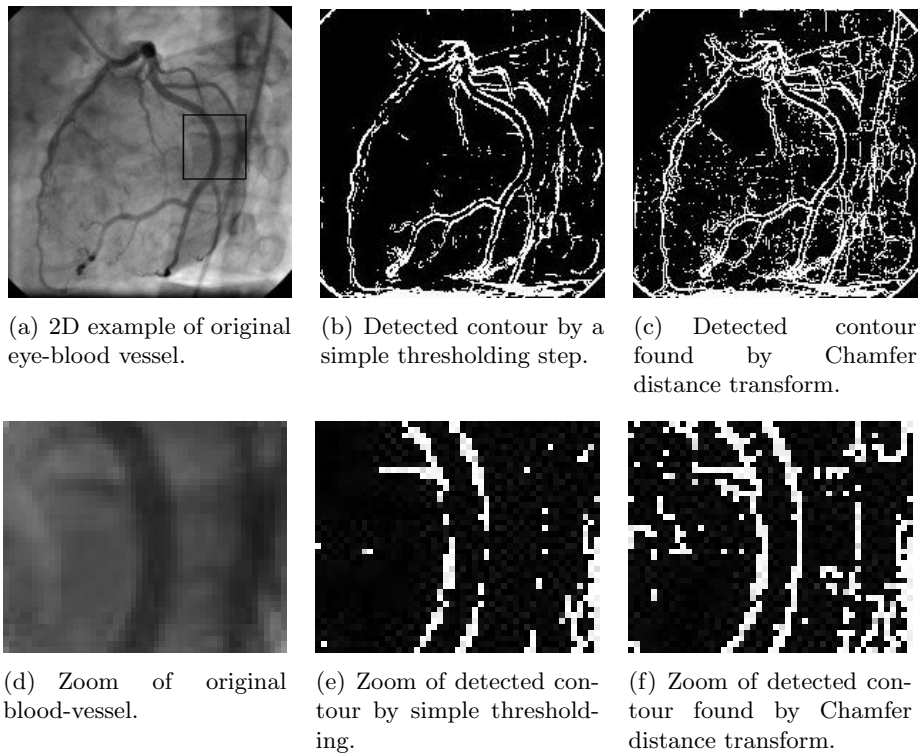 (a) 2D example of original
eye-blood vessel.
(b) Detected contour by a
simple thresholding step.
(c) Detected contour
found by Chamfer
distance transform.
(d) Zoom of original
blood-vessel.
(e) Zoom of detected con-
tour by simple threshold-
ing.
(f) Zoom of detected con-
tour found by Chamfer
distance transform.